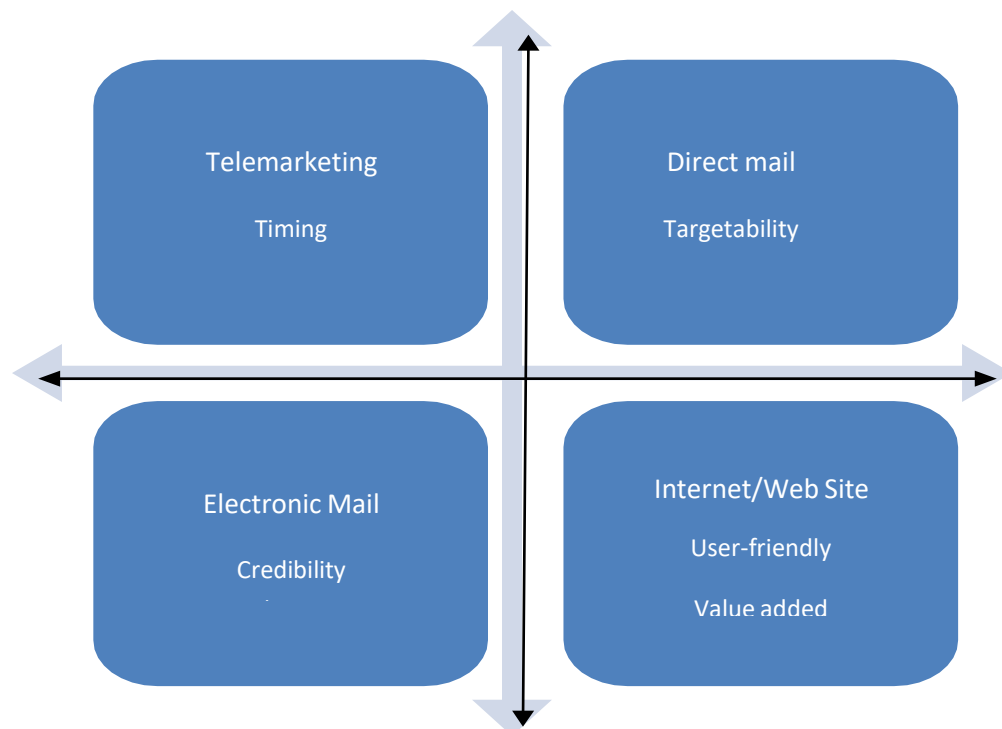 Telemarketing
Timing
Direct mail
Targetability
Electronic Mail
Credibility
Internet/Web Site
User-friendly
Value added